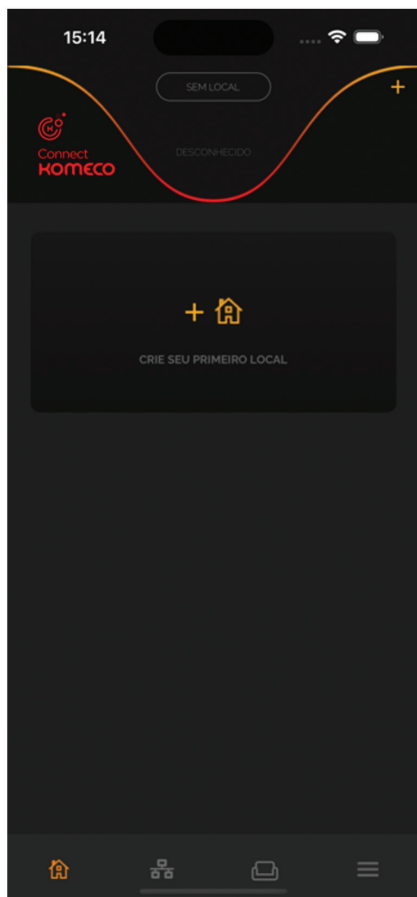 15:14
SEM LOCAL
DESCONHECIDO
Connect
KOMECO
CRIE SEU PRIMEIRO LOCAL